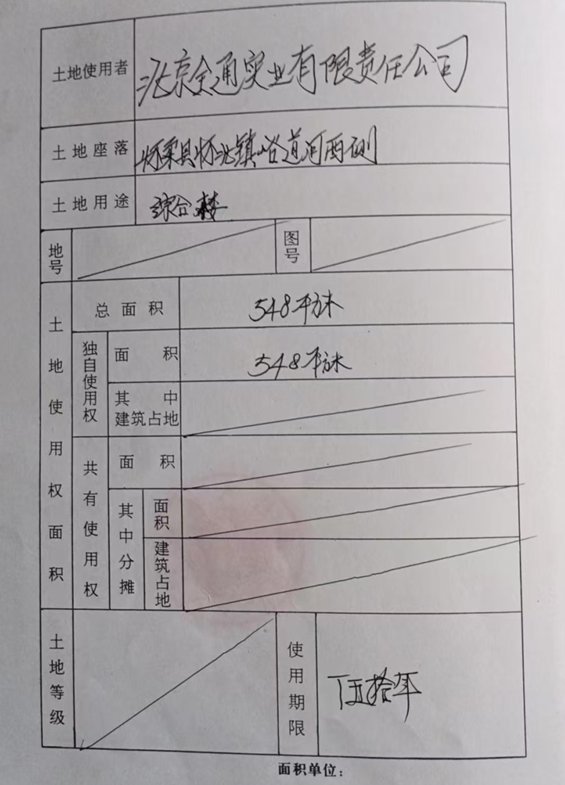 土地使用者 北京全通实业有限责任公司
土地座落 怀柔县怀北镇峪道河西侧
土地用途 综合楼
地号 图号
土地使用权面积
总面积 548平方米
独自使用权 面积 548平方米
其中建筑占地
共有使用权 面积
其中分摊 面积
建筑占地
土地等级 使用期限 伍拾年
面积单位：